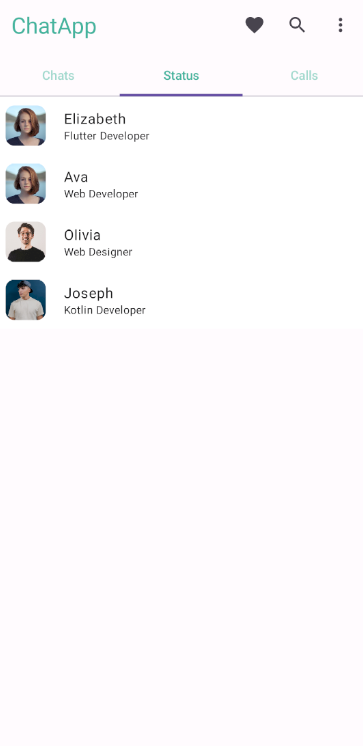 ChatApp
Chats Status Calls
Elizabeth
Flutter Developer
Ava
Web Developer
Olivia
Web Designer
Joseph
Kotlin Developer